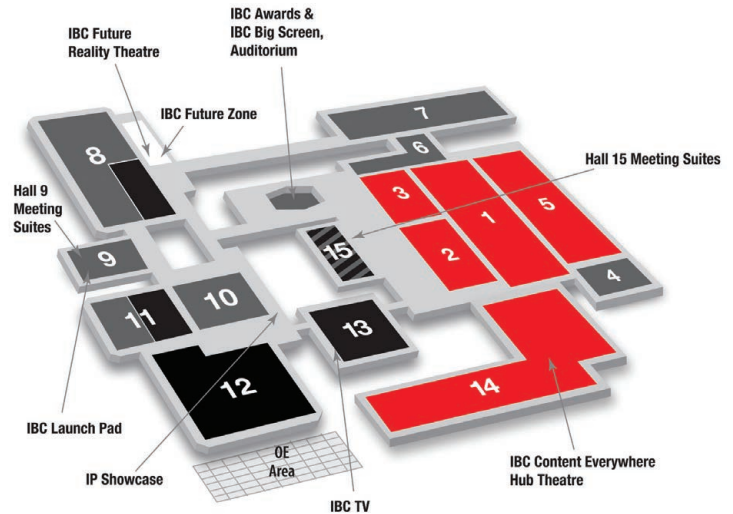 IBC Awards &
IBC Big Screen,
Auditorium
IBC Future
Reality Theatre
IBC Future Zone
7
8
6
Hall 15 Meeting Suites
3
Hall 9
Meeting
Suites
1
5
2
15
9
4
10
11
13
12
14
IBC Launch Pad
OE
Area
IP Showcase
IBC Content Everywhere
Hub Theatre
IBC TV